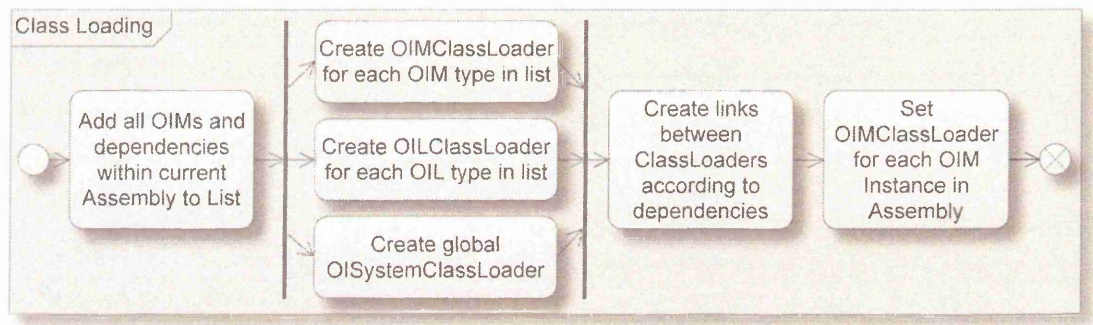 Class Loading
Add all OIMs and
dependencies
within current
Assembly to List
Create OIMClassLoader
for each OIM type in list
Create OILClassLoader
for each OIL type in list
Create global
OISystemClassLoader
Create links
between
ClassLoaders
according to
dependencies
Set
OIMClassLoader
for each OIM
Instance in
Assembly